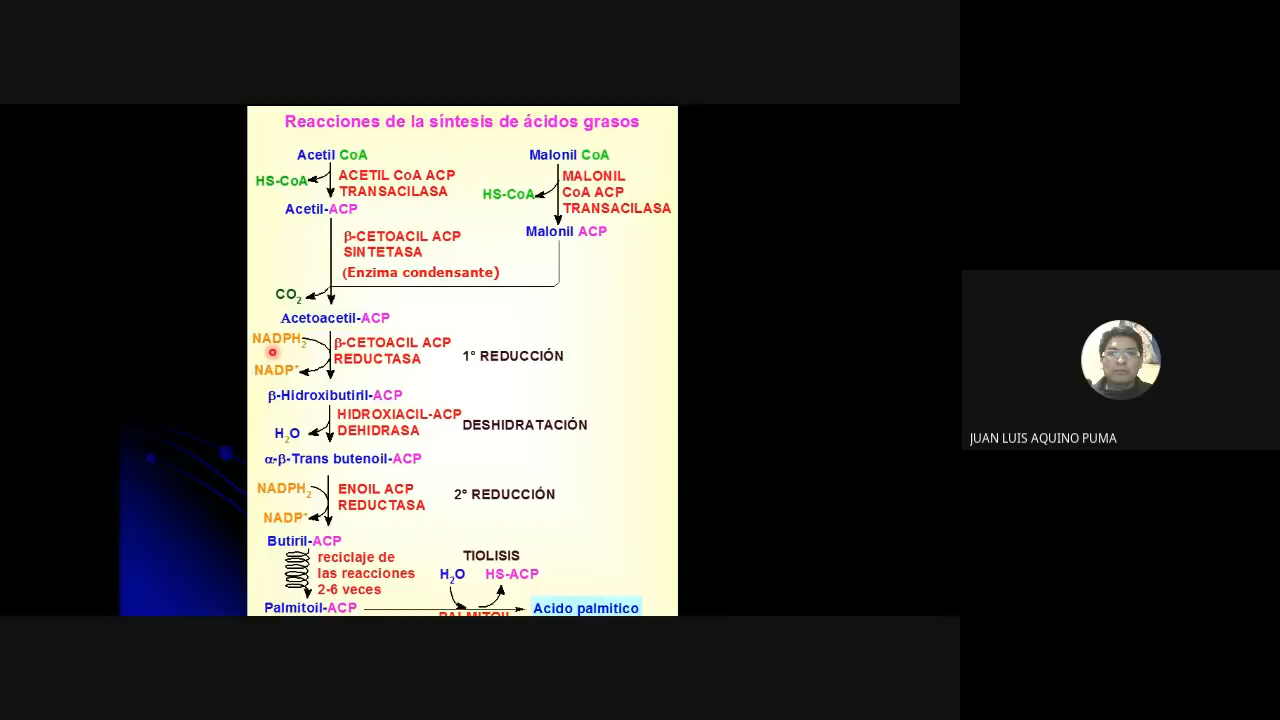 Reacciones de la síntesis de ácidos grasos
Acetil CoA
Malonil CoA
HS-CoA
ACETIL CoA ACP
TRANSACILASA
HS-CoA
MALONIL
CoA ACP
TRANSACILASA
Acetil-ACP
Malonil ACP
β-CETOACIL ACP
SINTETASA
(Enzima condensante)
CO2
Acetoacetil-ACP
NADPH2
NADP+
β-CETOACIL ACP
REDUCTASA
1° REDUCCIÓN
β-Hidroxibutiril-ACP
H2O
HIDROXIACIL-ACP
DEHIDRASA
DESHIDRATACIÓN
α-β-Trans butenoil-ACP
NADPH2
NADP+
ENOIL ACP
REDUCTASA
2° REDUCCIÓN
Butiril-ACP
reciclaje de
las reacciones
2-6 veces
TIOLISIS
H2O HS-ACP
Palmitoil-ACP
PALMITOIL
Acido palmitico
JUAN LUIS AQUINO PUMA